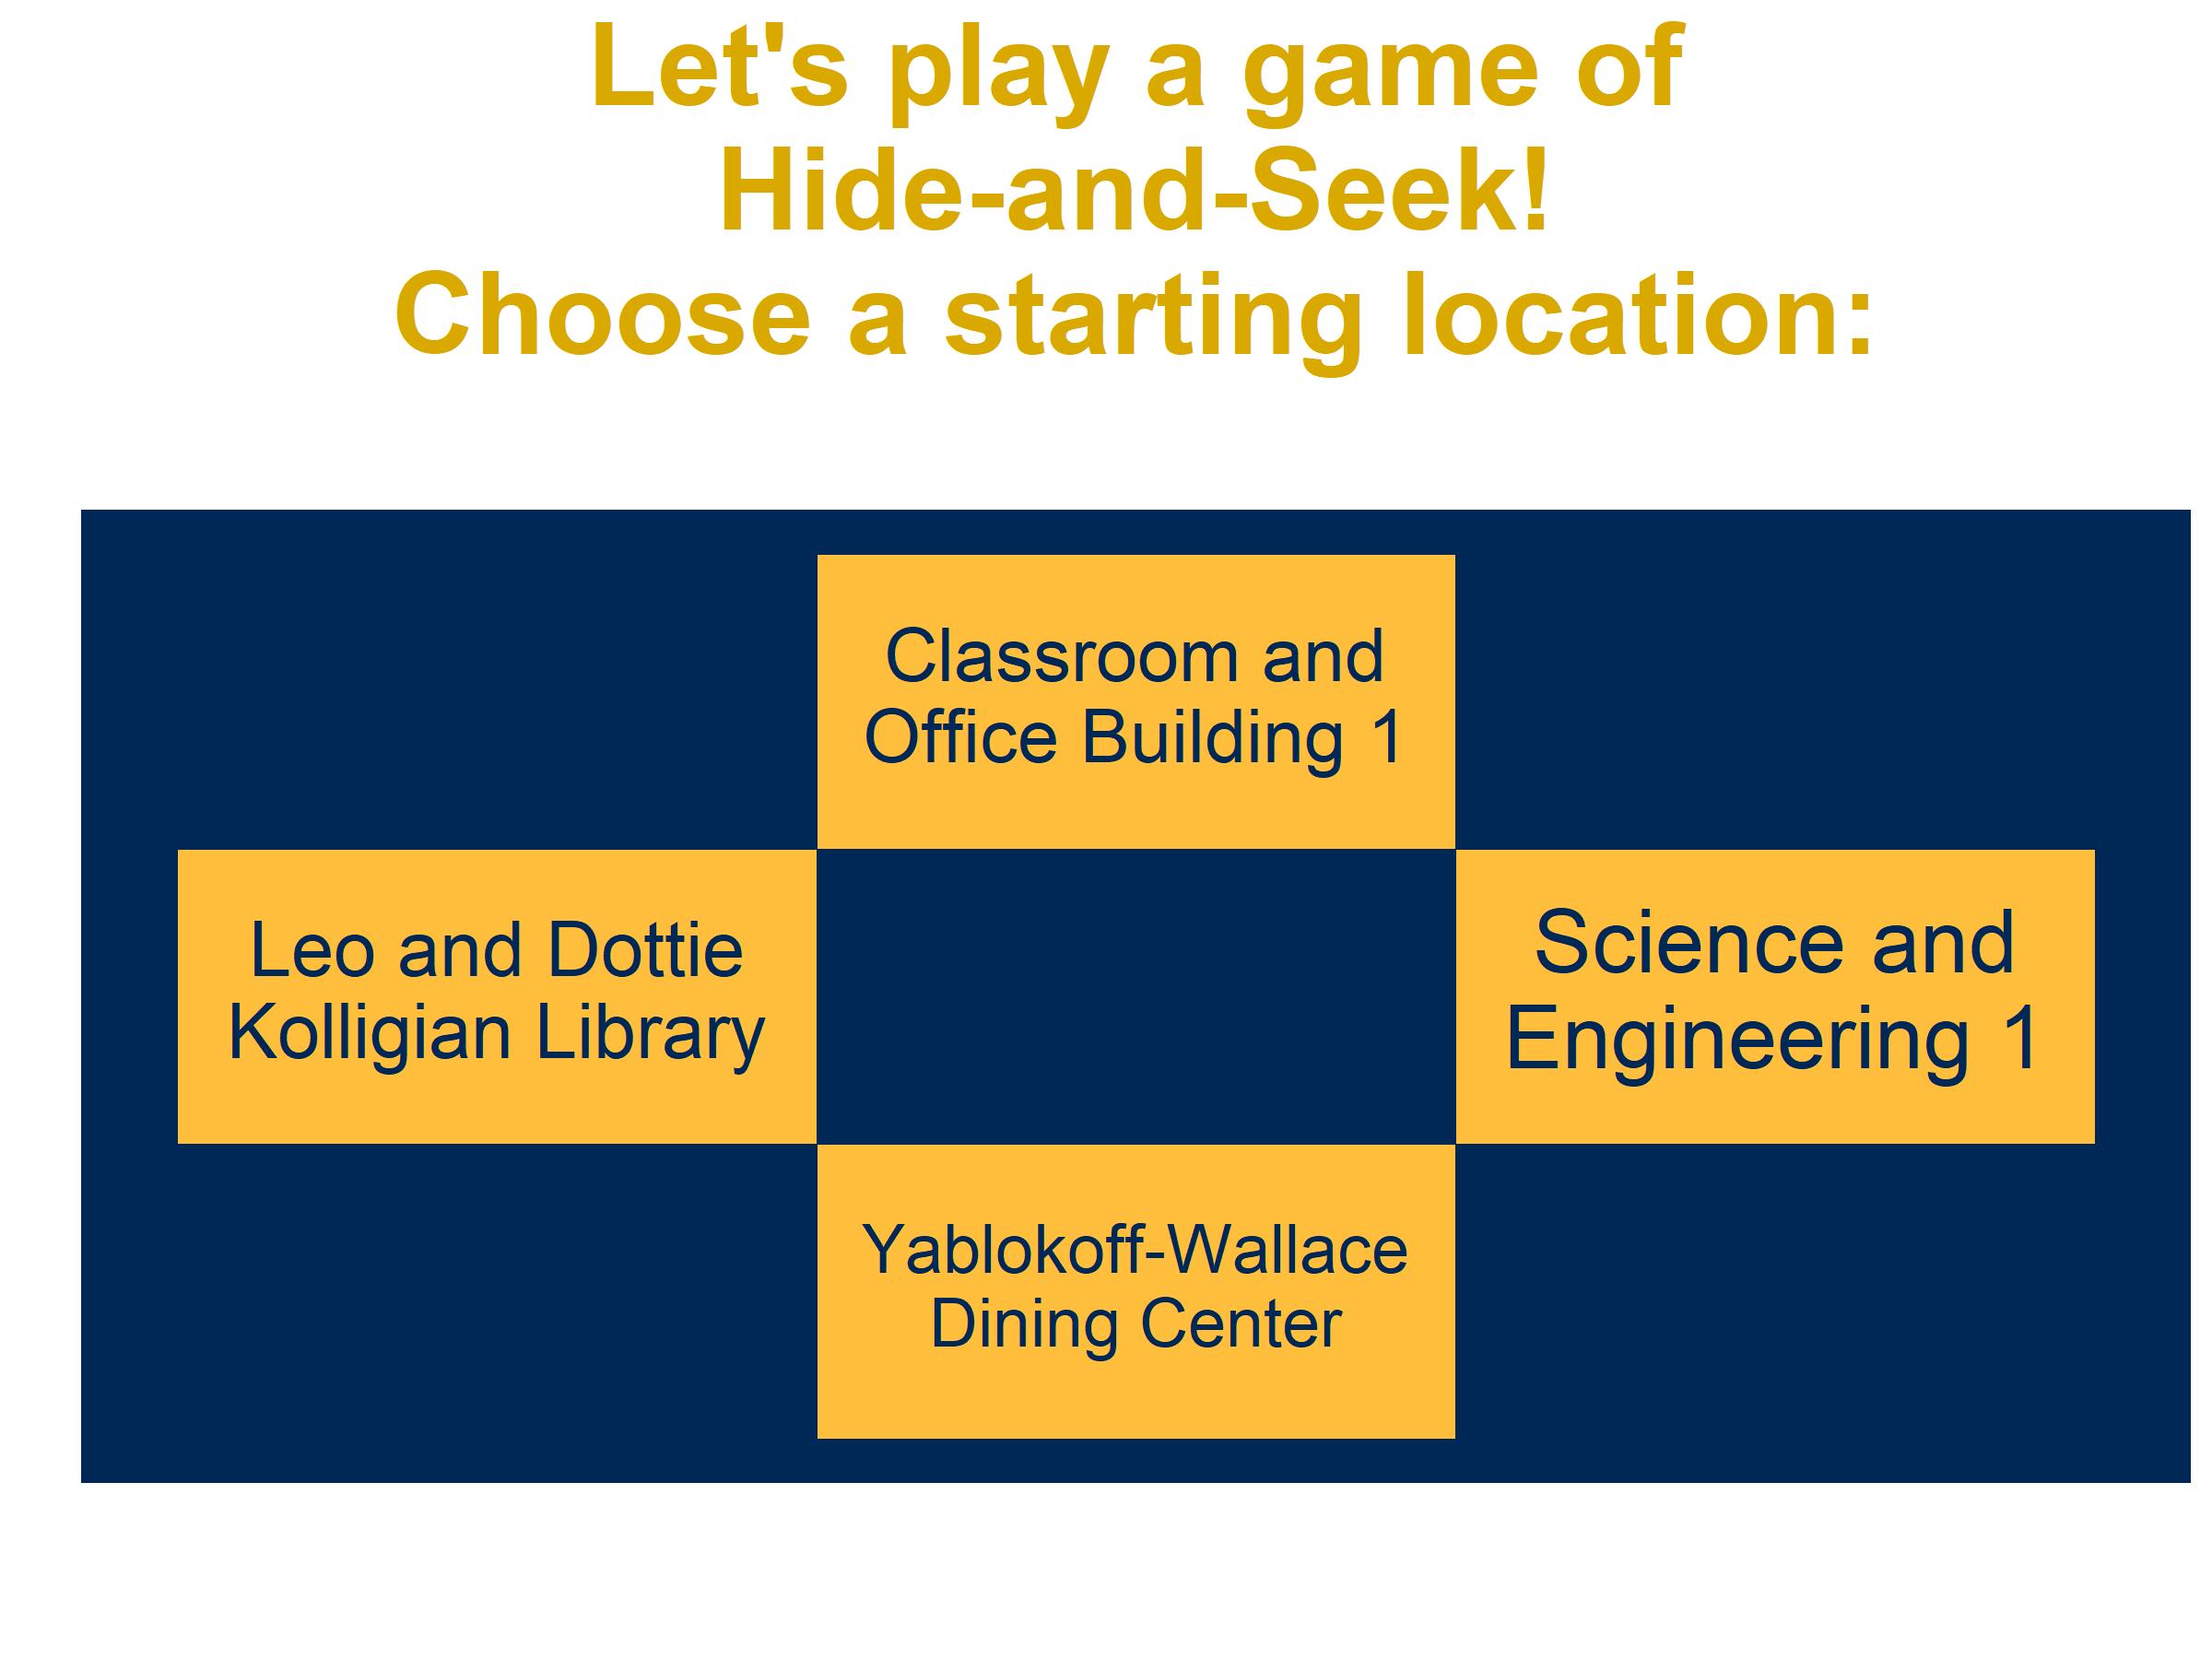 Let's play a game of
Hide-and-Seek!
Choose a starting location:
Classroom and
Office Building 1
Leo and Dottie
Kolligian Library
Science and
Engineering 1
Yablokoff-Wallace
Dining Center